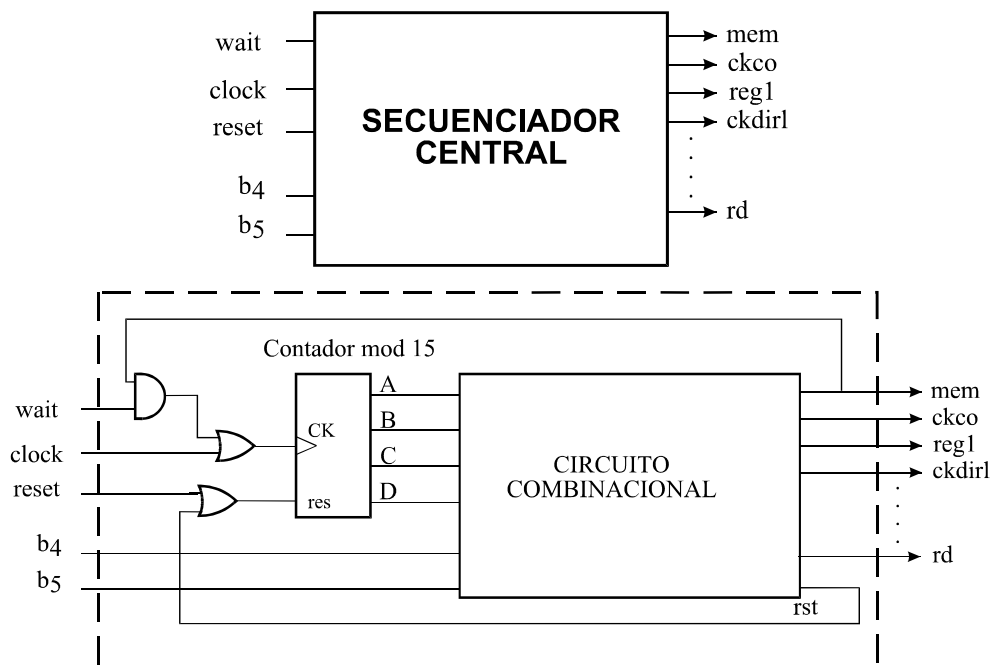 wait
clock
reset
b4
b5
SECUENCIADOR
CENTRAL
mem
ckco
reg1
ckdirl
rd
Contador mod 15
wait
clock
reset
b4
b5
CK
res
A
B
C
D
CIRCUITO
COMBINACIONAL
mem
ckco
reg1
ckdirl
rd
rst